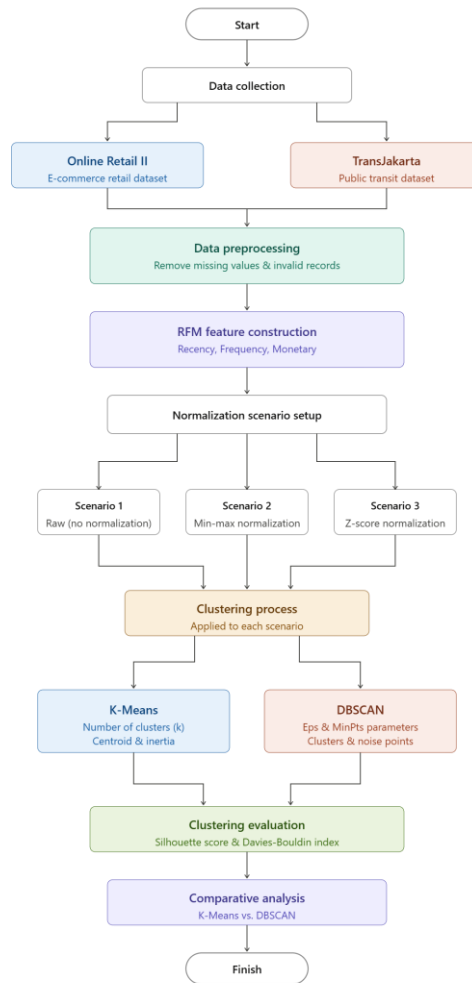 Start
Data collection
Online Retail II
E-commerce retail dataset
TransJakarta
Public transit dataset
Data preprocessing
Remove missing values & invalid records
RFM feature construction
Recency, Frequency, Monetary
Normalization scenario setup
Scenario 1
Raw (no normalization)
Scenario 2
Min-max normalization
Scenario 3
Z-score normalization
Clustering process
Applied to each scenario
K-Means
Number of clusters (k)
Centroid & inertia
DBSCAN
Eps & MinPts parameters
Clusters & noise points
Clustering evaluation
Silhouette score & Davies-Bouldin index
Comparative analysis
K-Means vs. DBSCAN
Finish